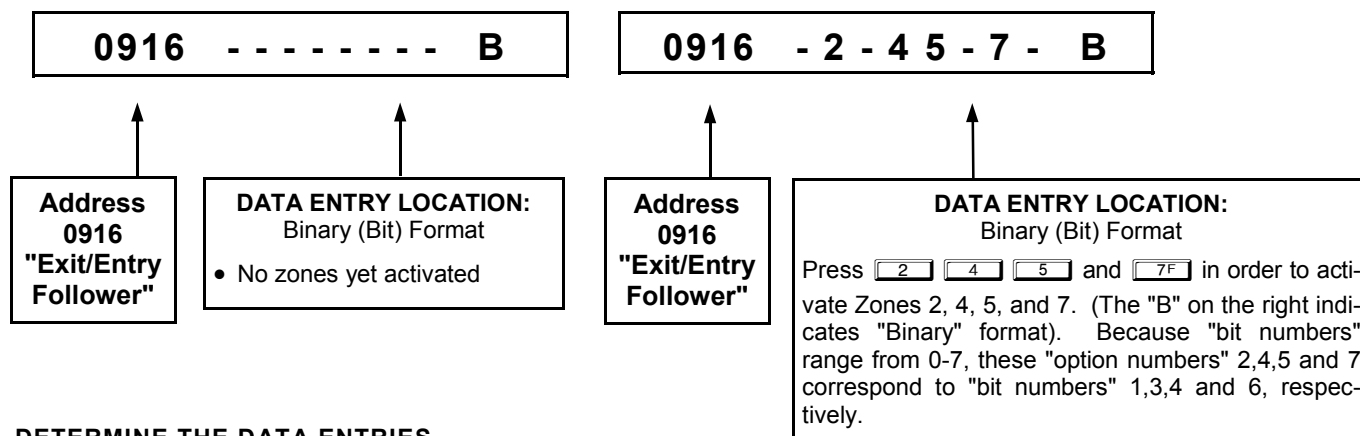 0916 - - - - - - - - B
0916 - 2 - 4 5 - 7 - B
Address
0916
"Exit/Entry
Follower"
DATA ENTRY LOCATION:
Binary (Bit) Format
• No zones yet activated
Address
0916
"Exit/Entry
Follower"
DATA ENTRY LOCATION:
Binary (Bit) Format
Press 2 4 5 and 7F in order to acti-
vate Zones 2, 4, 5, and 7. (The "B" on the right indi-
cates "Binary" format). Because "bit numbers"
range from 0-7, these "option numbers" 2,4,5 and 7
correspond to "bit numbers" 1,3,4 and 6, respec-
tively.
DETERMINE THE DATA ENTRIES